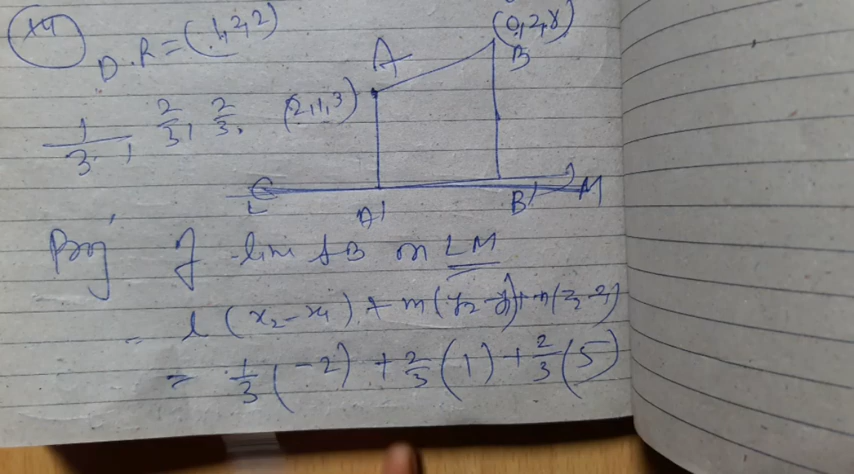 D.R = (1, 2, 2)
1/3, 2/3, 2/3.
A
(2, 1, 3)
(0, 2, 8)
B
L A' B' M
Proj of line AB on LM
= l(x₂-x₁) + m(y₂-y₁) + n(z₂-z₁)
= 1/3(-2) + 2/3(1) + 2/3(5)